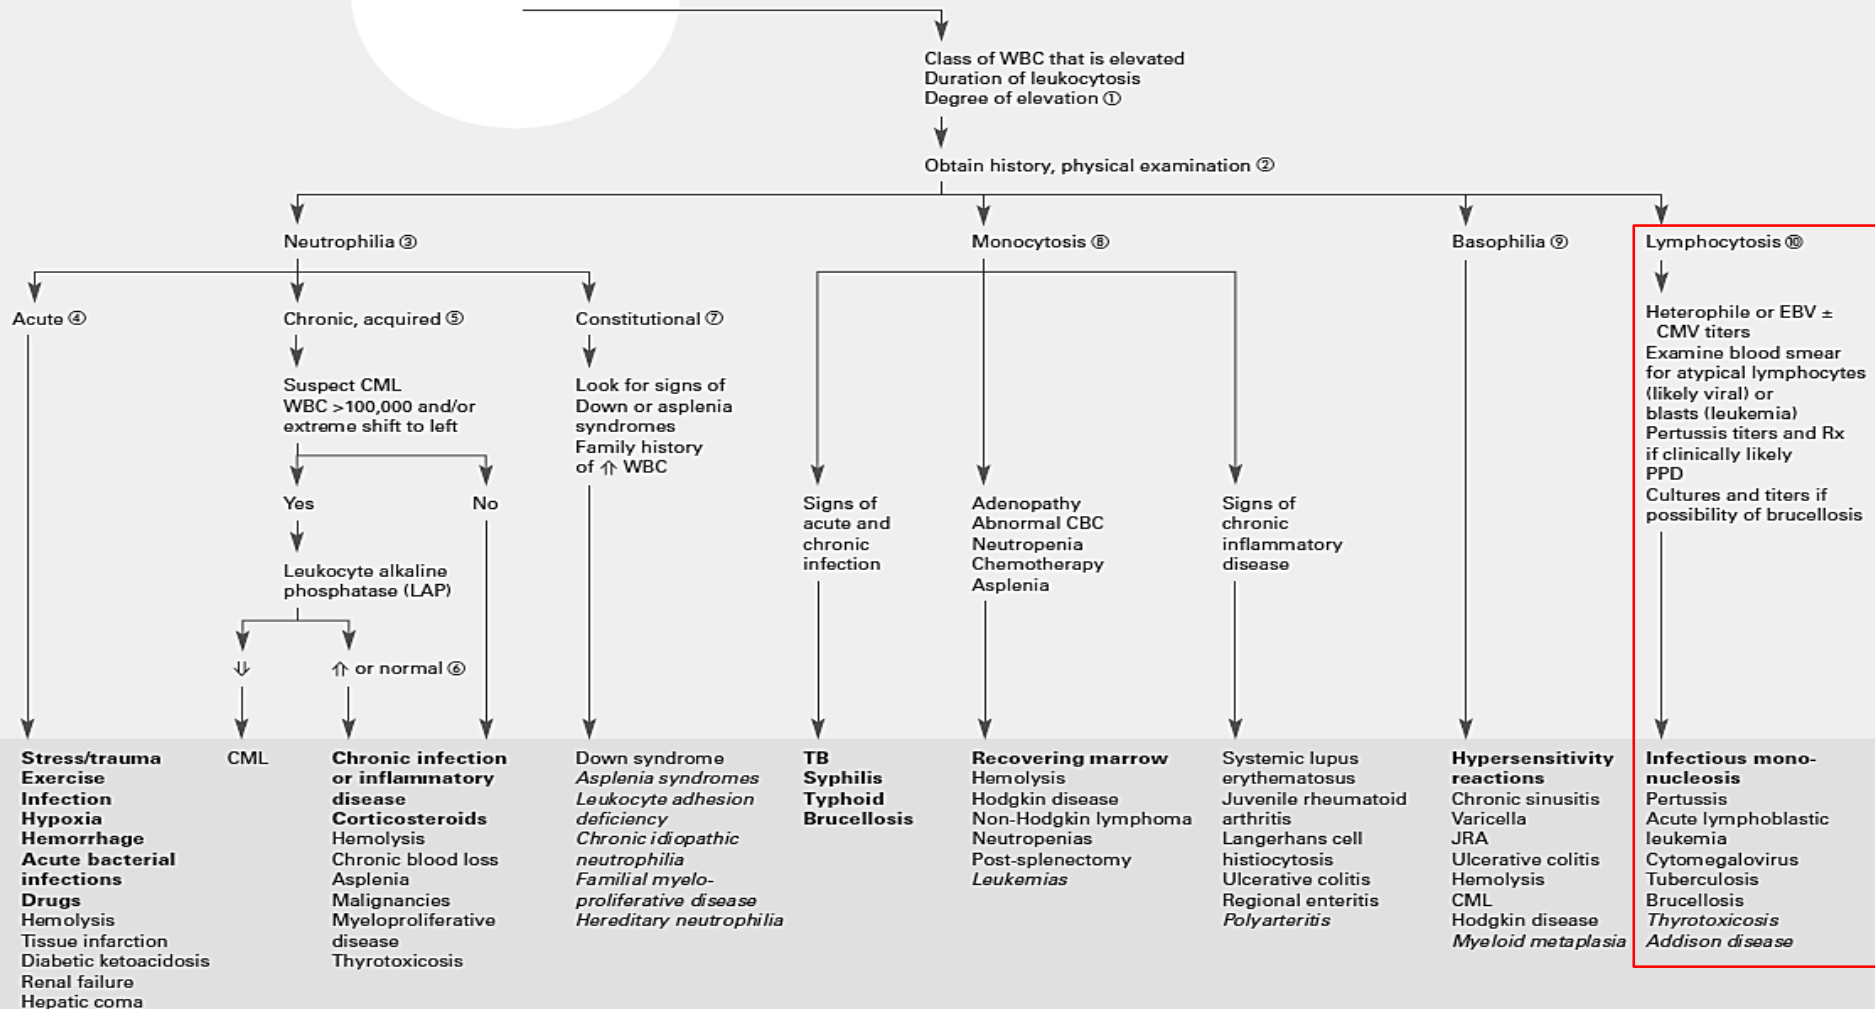 Class of WBC that is elevated
Duration of leukocytosis
Degree of elevation ①
Obtain history, physical examination ②
Neutrophilia ③
Acute ④
Stress/trauma
Exercise
Infection
Hypoxia
Hemorrhage
Acute bacterial
infections
Drugs
Hemolysis
Tissue infarction
Diabetic ketoacidosis
Renal failure
Hepatic coma
Chronic, acquired ⑤
Suspect CML
WBC >100,000 and/or
extreme shift to left
Yes
No
Leukocyte alkaline
phosphatase (LAP)
⇓
⇑ or normal ⑥
CML
Chronic infection
or inflammatory
disease
Corticosteroids
Hemolysis
Chronic blood loss
Asplenia
Malignancies
Myeloproliferative
disease
Thyrotoxicosis
Constitutional ⑦
Look for signs of
Down or asplenia
syndromes
Family history
of ⇑ WBC
Down syndrome
Asplenia syndromes
Leukocyte adhesion
deficiency
Chronic idiopathic
neutrophilia
Familial myelo-
proliferative disease
Hereditary neutrophilia
Monocytosis ⑧
Signs of
acute and
chronic
infection
TB
Syphilis
Typhoid
Brucellosis
Adenopathy
Abnormal CBC
Neutropenia
Chemotherapy
Asplenia
Recovering marrow
Hemolysis
Hodgkin disease
Non-Hodgkin lymphoma
Neutropenias
Post-splenectomy
Leukemias
Signs of
chronic
inflammatory
disease
Systemic lupus
erythematosus
Juvenile rheumatoid
arthritis
Langerhans cell
histiocytosis
Ulcerative colitis
Regional enteritis
Polyarteritis
Basophilia ⑨
Hypersensitivity
reactions
Chronic sinusitis
Varicella
JRA
Ulcerative colitis
Hemolysis
CML
Hodgkin disease
Myeloid metaplasia
Lymphocytosis ⑩
Heterophile or EBV ±
CMV titers
Examine blood smear
for atypical lymphocytes
(likely viral) or
blasts (leukemia)
Pertussis titers and Rx
if clinically likely
PPD
Cultures and titers if
possibility of brucellosis
Infectious mono-
nucleosis
Pertussis
Acute lymphoblastic
leukemia
Cytomegalovirus
Tuberculosis
Brucellosis
Thyrotoxicosis
Addison disease